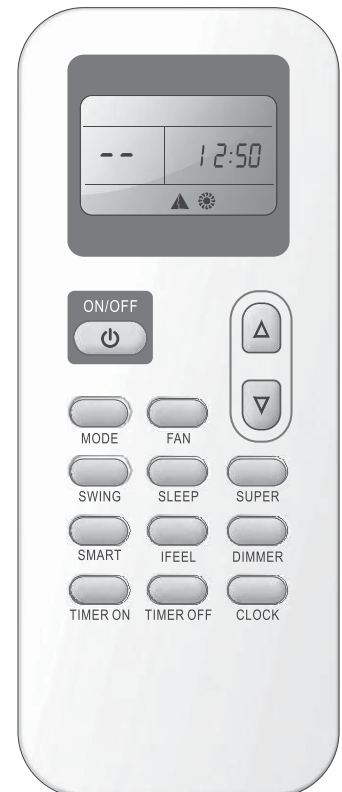 -- 12:50
ON/OFF
MODE FAN
SWING SLEEP SUPER
SMART IFEEL DIMMER
TIMER ON TIMER OFF CLOCK